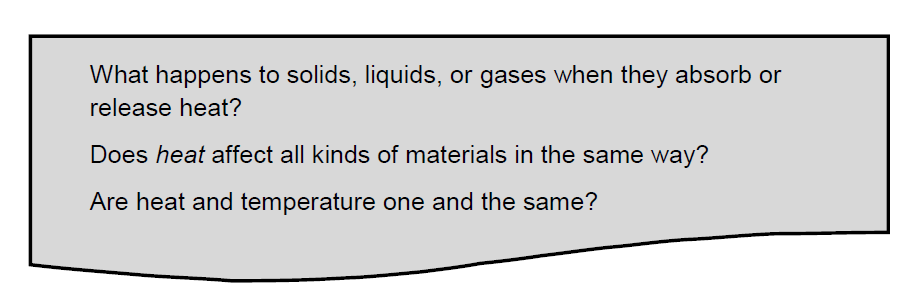 What happens to solids, liquids, or gases when they absorb or
release heat?
Does heat affect all kinds of materials in the same way?
Are heat and temperature one and the same?